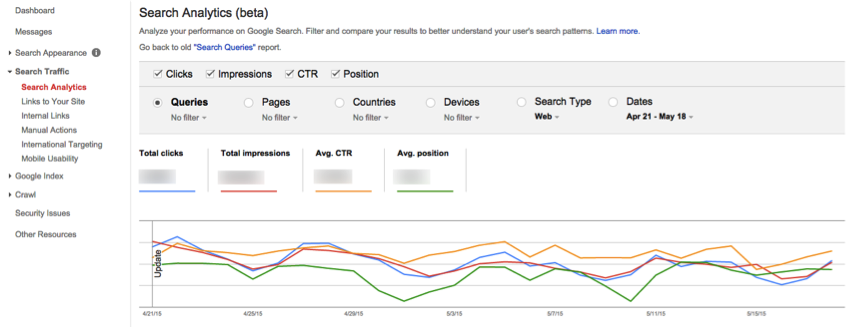 Dashboard
Messages
Search Appearance i
Search Traffic
Search Analytics
Links to Your Site
Internal Links
Manual Actions
International Targeting
Mobile Usability
Google Index
Crawl
Security Issues
Other Resources
Search Analytics (beta)
Analyze your performance on Google Search. Filter and compare your results to better understand your user's search patterns. Learn more.
Go back to old "Search Queries" report.
Clicks Impressions CTR Position
Queries Pages Countries Devices Search Type Dates
No filter No filter No filter No filter Web Apr 21 - May 18
Total clicks Total impressions Avg. CTR Avg. position
Update
4/21/15 4/25/15 4/29/15 5/3/15 5/7/15 5/11/15 5/15/15